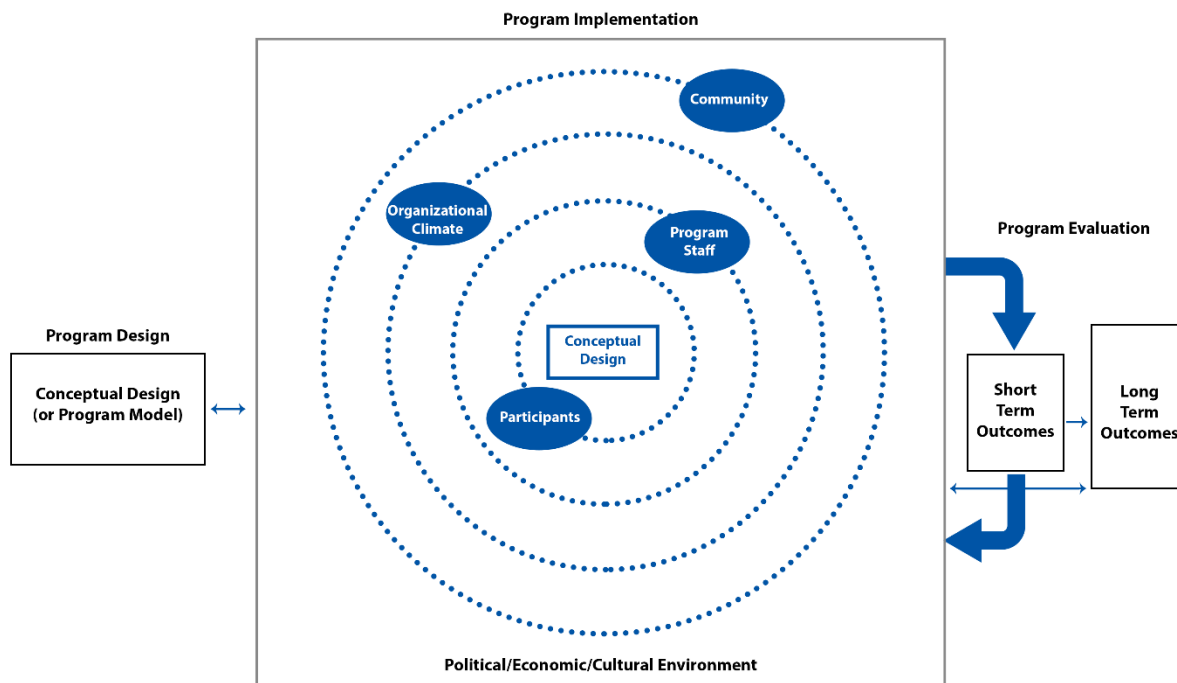 Program Implementation
Community
Organizational
Climate
Program
Staff
Program Evaluation
Program Design
Conceptual Design
(or Program Model)
Conceptual
Design
Participants
Short
Term
Outcomes
Long
Term
Outcomes
Political/Economic/Cultural Environment